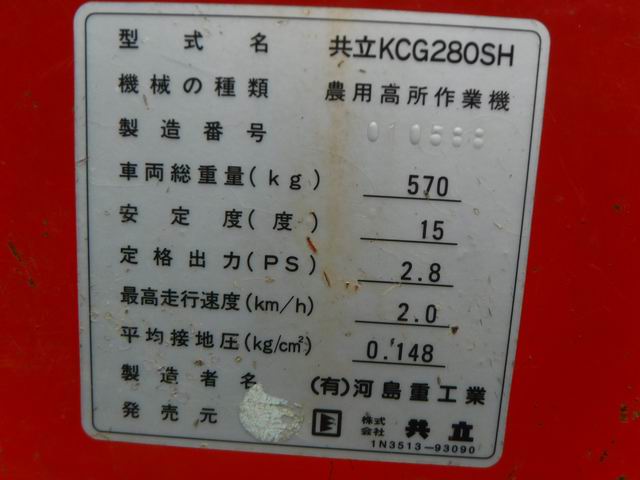 型式名 共立KCG280SH
機械の種類 農用高所作業機
製造番号 010588
車両総重量(kg) 570
安定度(度) 15
定格出力(PS) 2.8
最高走行速度(km/h) 2.0
平均接地圧(kg/cm²) 0.148
製造者名 (有)河島重工業
発売元 株式会社 共立
1N3513-93090